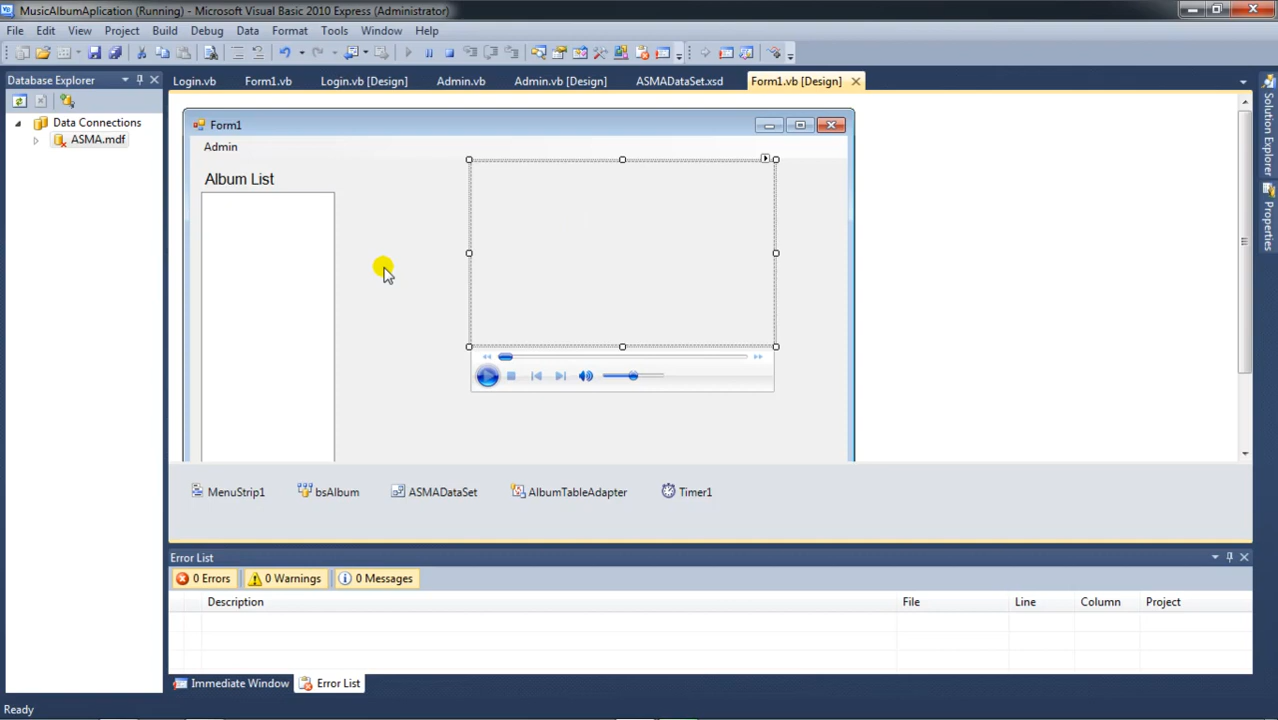 MusicAlbumAplication (Running) - Microsoft Visual Basic 2010 Express (Administrator)
File Edit View Project Build Debug Data Format Tools Window Help
Database Explorer
Login.vb Form1.vb Login.vb [Design] Admin.vb Admin.vb [Design] ASMADataSet.xsd Form1.vb [Design]
Data Connections
ASMA.mdf
Form1
Admin
Album List
MenuStrip1 bsAlbum ASMADataSet AlbumTableAdapter Timer1
Error List
0 Errors 0 Warnings 0 Messages
Description File Line Column Project
Immediate Window Error List
Ready
Solution Explorer
Properties